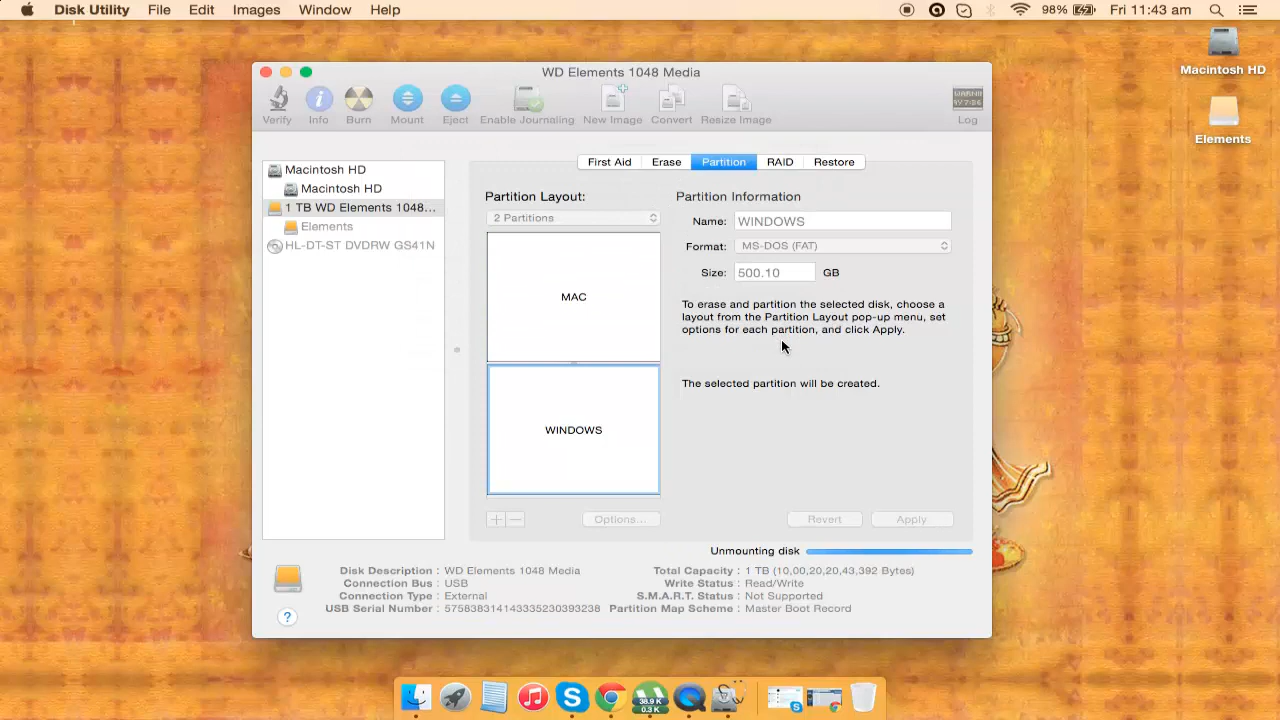 Disk Utility File Edit Images Window Help 98% Fri 11:43 am
Macintosh HD
Elements
WD Elements 1048 Media
Verify Info Burn Mount Eject Enable Journaling New Image Convert Resize Image Log
WARNI
Macintosh HD
Macintosh HD
1 TB WD Elements 1048...
Elements
HL-DT-ST DVDRW GS41N
First Aid Erase Partition RAID Restore
Partition Layout:
2 Partitions
MAC
WINDOWS
Partition Information
Name: WINDOWS
Format: MS-DOS (FAT)
Size: 500.10 GB
To erase and partition the selected disk, choose a
layout from the Partition Layout pop-up menu, set
options for each partition, and click Apply.
The selected partition will be created.
+ − Options... Revert Apply
Unmounting disk
Disk Description : WD Elements 1048 Media
Connection Bus : USB
Connection Type : External
USB Serial Number : 575838314143335230393238
Total Capacity : 1 TB (10,00,20,20,43,392 Bytes)
Write Status : Read/Write
S.M.A.R.T. Status : Not Supported
Partition Map Scheme : Master Boot Record
?
38.9 K
0.3 K